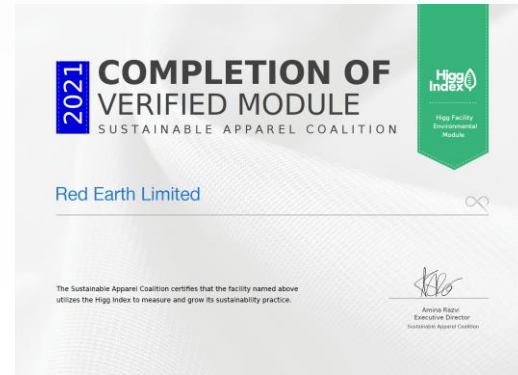 2021
COMPLETION OF
VERIFIED MODULE
SUSTAINABLE APPAREL COALITION
Higg
Index
Higg Facility
Environmental
Module
Red Earth Limited
The Sustainable Apparel Coalition certifies that the facility named above
utilizes the Higg Index to measure and grow its sustainability practice.
Amina Razvi
Executive Director
Sustainable Apparel Coalition